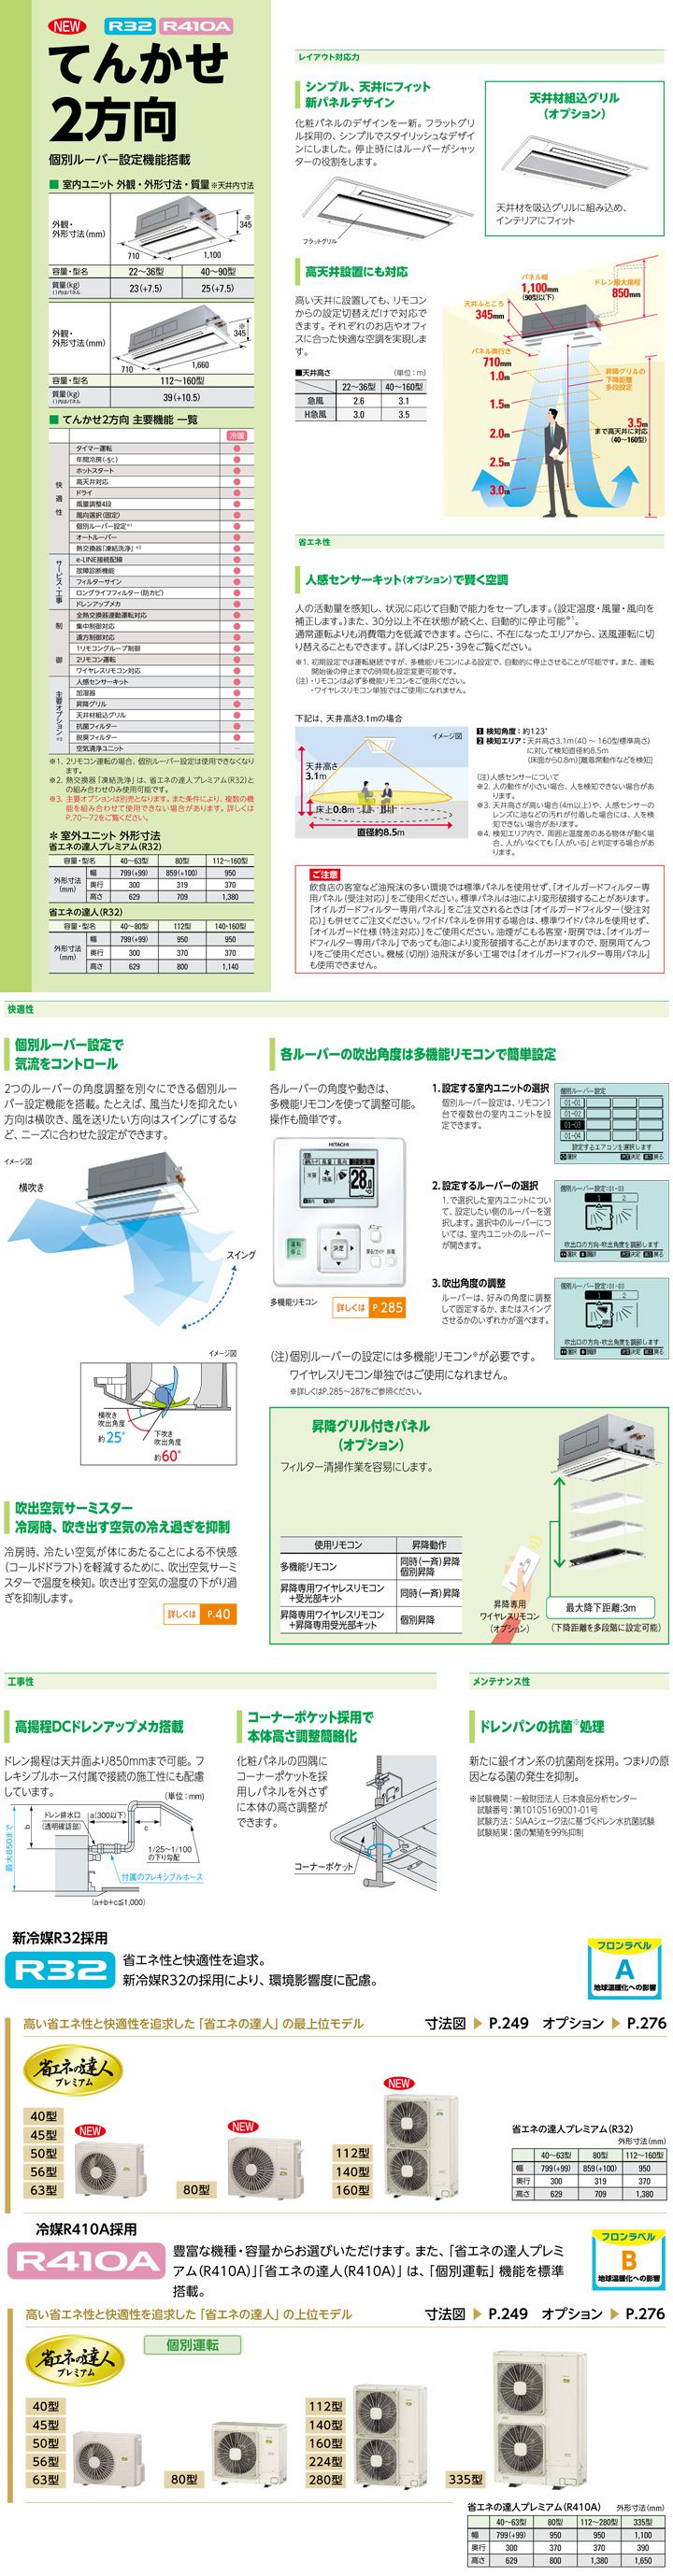 NEW R32 R410A
てんかせ
2方向
個別ルーバー設定機能搭載
■ 室内ユニット 外観・外形寸法・質量 ※天井内寸法
外観・
外形寸法(mm)
※
345
710
1,100
容量・型名 22〜36型 40〜90型
質量(kg)
( )内はパネル
23(+7.5) 25(+7.5)
外観・
外形寸法(mm)
※
345
710
1,660
容量・型名 112〜160型
質量(kg)
( )内はパネル
39(+10.5)
■ てんかせ2方向 主要機能 一覧
冷暖
快適性
タイマー運転 ●
年間冷房(-5℃) ●
ホットスタート ●
高天井対応 ●
ドライ ●
風量調整4段 ●
風向選択(固定) ●
個別ルーバー設定※1 ●
オートルーバー ●
熱交換器「凍結洗浄」※2 ●
サービス・工事
e-LINE接続配線 ●
故障診断機能 ●
フィルターサイン ●
ロングライフフィルター(防カビ) ●
ドレンアップメカ ●
制御
全熱交換器連動運転対応 ●
集中制御対応 ●
遠方制御対応 ●
1リモコングループ制御 ●
2リモコン運転 ●
ワイヤレスリモコン対応 ●
主要オプション※3
人感センサーキット ●
加湿器 ●
昇降グリル ●
天井材組込グリル ●
抗菌フィルター ●
脱臭フィルター ●
空気清浄ユニット −
※1. 2リモコン運転の場合、個別ルーバー設定は使用できなくなり
ます。
※2. 熱交換器「凍結洗浄」は、省エネの達人プレミアム(R32)と
の組み合わせのみ使用可能です。
※3. 主要オプションは別売となります。また条件により、複数の機
能を組み合わせて使用できない場合があります。詳しくは
P.70〜72をご覧ください。
＊ 室外ユニット 外形寸法
省エネの達人プレミアム(R32)
容量・型名 40〜63型 80型 112〜160型
外形寸法
(mm)
幅 799(+99) 859(+100) 950
奥行 300 319 370
高さ 629 709 1,380
省エネの達人(R32)
容量・型名 40〜80型 112型 140・160型
外形寸法
(mm)
幅 799(+99) 950 950
奥行 300 370 370
高さ 629 800 1,140
レイアウト対応力
シンプル、天井にフィット
新パネルデザイン
化粧パネルのデザインを一新。フラットグリ
ル採用の、シンプルでスタイリッシュなデザイ
ンにしました。停止時にはルーバーがシャッ
ターの役割をします。
フラットグリル
天井材組込グリル
(オプション)
天井材を吸込グリルに組み込め、
インテリアにフィット
高天井設置にも対応
高い天井に設置しても、リモコン
からの設定切替えだけで対応で
きます。それぞれのお店やオフィ
スに合った快適な空調を実現しま
す。
■天井高さ (単位：m)
22〜36型 40〜160型
急風 2.6 3.1
H急風 3.0 3.5
パネル幅
1,100mm
(90型以下)
ドレン最大揚程
850mm
天井ふところ
345mm
パネル奥行き
710mm
1.0m
1.5m
2.0m
2.5m
3.0m
昇降グリルの
下降距離
多段設定
3.5m
まで高天井に対応
(40〜160型)
省エネ性
人感センサーキット(オプション)で賢く空調
人の活動量を感知し、状況に応じて自動で能力をセーブします。(設定温度・風量・風向を
補正します。)また、30分以上不在状態が続くと、自動的に停止可能※1。
通常運転よりも消費電力を低減できます。さらに、不在になったエリアから、送風運転に切
り替えることもできます。詳しくはP.25・39をご覧ください。
※1. 初期設定では運転継続ですが、多機能リモコンによる設定で、自動的に停止させることが可能です。また、運転
開始後の停止までの時間も設定変更可能です。
(注)・リモコンは必ず多機能リモコンをご使用ください。
・ワイヤレスリモコン単独ではご使用になれません。
下記は、天井高さ3.1mの場合
イメージ図
天井高さ
3.1m
床上0.8m
直径約8.5m
1 検知角度：約123°
2 検知エリア：天井高さ3.1m(40 〜 160型標準高さ)
に対して検知直径約8.5m
(床面から0.8m)[離着席動作などを検知]
(注)人感センサーについて
※2. 人の動作が小さい場合、人を検知できない場合があ
ります。
※3. 天井高さが高い場合(4m以上)や、人感センサーの
レンズに油などの汚れが付着した場合には、人を検
知できない場合があります。
※4. 検知エリア内で、周囲と温度差のある物体が動く場
合、人がいなくても「人がいる」と判定する場合があ
ります。
ご注意
飲食店の客室など油飛沫の多い環境では標準パネルを使用せず、「オイルガードフィルター専
用パネル(受注対応)」をご使用ください。標準パネルは油により変形破損することがあります。
「オイルガードフィルター専用パネル」をご注文されるときは「オイルガードフィルター(受注対
応)」も併せてご注文ください。ワイドパネルを併用する場合は、標準ワイドパネルを使用せず、
「オイルガード仕様(特注対応)」をご使用ください。油煙がこもる客室・厨房では、「オイルガー
ドフィルター専用パネル」であっても油により変形破損することがありますので、厨房用てんつ
りをご使用ください。機械(切削)油飛沫が多い工場では「オイルガードフィルター専用パネル」
も使用できません。
快適性
個別ルーバー設定で
気流をコントロール
2つのルーバーの角度調整を別々にできる個別ルー
バー設定機能を搭載。たとえば、風当たりを抑えたい
方向は横吹き、風を送りたい方向はスイングにするな
ど、ニーズに合わせた設定ができます。
イメージ図
横吹き
スイング
イメージ図
横吹き
吹出角度
約25°
下吹き
吹出角度
約60°
吹出空気サーミスター
冷房時、吹き出す空気の冷え過ぎを抑制
冷房時、冷たい空気が体にあたることによる不快感
(コールドドラフト)を軽減するために、吹出空気サーミ
スターで温度を検知。吹き出す空気の温度の下がり過
ぎを抑制します。
詳しくは P.40
各ルーバーの吹出角度は多機能リモコンで簡単設定
各ルーバーの角度や動きは、
多機能リモコンを使って調整可能。
操作も簡単です。
HITACHI
冷房
強風
28.0℃
運転
停止
決定
メニュー
戻る/ガイド
節電
多機能リモコン
詳しくは P.285
1.設定する室内ユニットの選択
個別ルーバー設定は、リモコン1
台で複数台の室内ユニットを設
定できます。
個別ルーバー設定
01-01
01-02
01-03
01-04
設定するエアコンを選択します
選択 決定 戻る
2.設定するルーバーの選択
1.で選択した室内ユニットについ
て、設定したい側のルーバーを選
択します。選択中のルーバーにつ
いては、室内ユニットのルーバー
が開きます。
個別ルーバー設定:01-03
1 2
吹出口の方向・吹出角度を調節します
選択 調節 決定 戻る
3.吹出角度の調整
ルーバーは、好みの角度に調整
して固定するか、またはスイング
させるかのいずれかが選べます。
個別ルーバー設定:01-03
1 2
吹出口の方向・吹出角度を調節します
選択 調節 決定 戻る
(注)個別ルーバーの設定には多機能リモコン※が必要です。
ワイヤレスリモコン単独ではご使用になれません。
※詳しくはP.285〜287をご参照ください。
昇降グリル付きパネル
(オプション)
フィルター清掃作業を容易にします。
使用リモコン 昇降動作
多機能リモコン 同時(一斉)昇降
個別昇降
昇降専用ワイヤレスリモコン
+受光部キット 同時(一斉)昇降
昇降専用ワイヤレスリモコン
+昇降専用受光部キット 個別昇降
昇降専用
ワイヤレスリモコン
(オプション)
最大降下距離:3m
(下降距離を多段階に設定可能)
工事性
高揚程DCドレンアップメカ搭載
ドレン揚程は天井面より850mmまで可能。フ
レキシブルホース付属で接続の施工性にも配慮
しています。
(単位：mm)
ドレン排水口
(透明確認部)
a(300以下)
b
c
最大850まで
1/25〜1/100
の下り勾配
付属のフレキシブルホース
(a+b+c≦1,000)
コーナーポケット採用で
本体高さ調整簡略化
化粧パネルの四隅に
コーナーポケットを採
用しパネルを外さず
に本体の高さ調整が
できます。
コーナーポケット
メンテナンス性
ドレンパンの抗菌※処理
新たに銀イオン系の抗菌剤を採用。つまりの原
因となる菌の発生を抑制。
※試験機関：一般財団法人 日本食品分析センター
試験番号：第10105169001-01号
試験方法：SIAAシェーク法に基づくドレン水抗菌試験
試験結果：菌の繁殖を99%抑制
新冷媒R32採用
R32
省エネ性と快適性を追求。
新冷媒R32の採用により、環境影響度に配慮。
フロンラベル
A
地球温暖化への影響
高い省エネ性と快適性を追求した「省エネの達人」の最上位モデル
寸法図 ▶ P.249 オプション ▶ P.276
省エネの達人
プレミアム
40型
45型
50型
56型
63型
NEW
80型
NEW
112型
140型
160型
NEW
省エネの達人プレミアム(R32)
外形寸法(mm)
40〜63型 80型 112〜160型
幅 799(+99) 859(+100) 950
奥行 300 319 370
高さ 629 709 1,380
冷媒R410A採用
R410A
豊富な機種・容量からお選びいただけます。また、「省エネの達人プレミ
アム(R410A)」「省エネの達人(R410A)」は、「個別運転」機能を標準
搭載。
フロンラベル
B
地球温暖化への影響
高い省エネ性と快適性を追求した「省エネの達人」の上位モデル
寸法図 ▶ P.249 オプション ▶ P.276
省エネの達人
プレミアム
個別運転
40型
45型
50型
56型
63型
80型
112型
140型
160型
224型
280型
335型
省エネの達人プレミアム(R410A) 外形寸法(mm)
40〜63型 80型 112〜280型 335型
幅 799(+99) 950 950 1,100
奥行 300 370 370 390
高さ 629 800 1,380 1,650